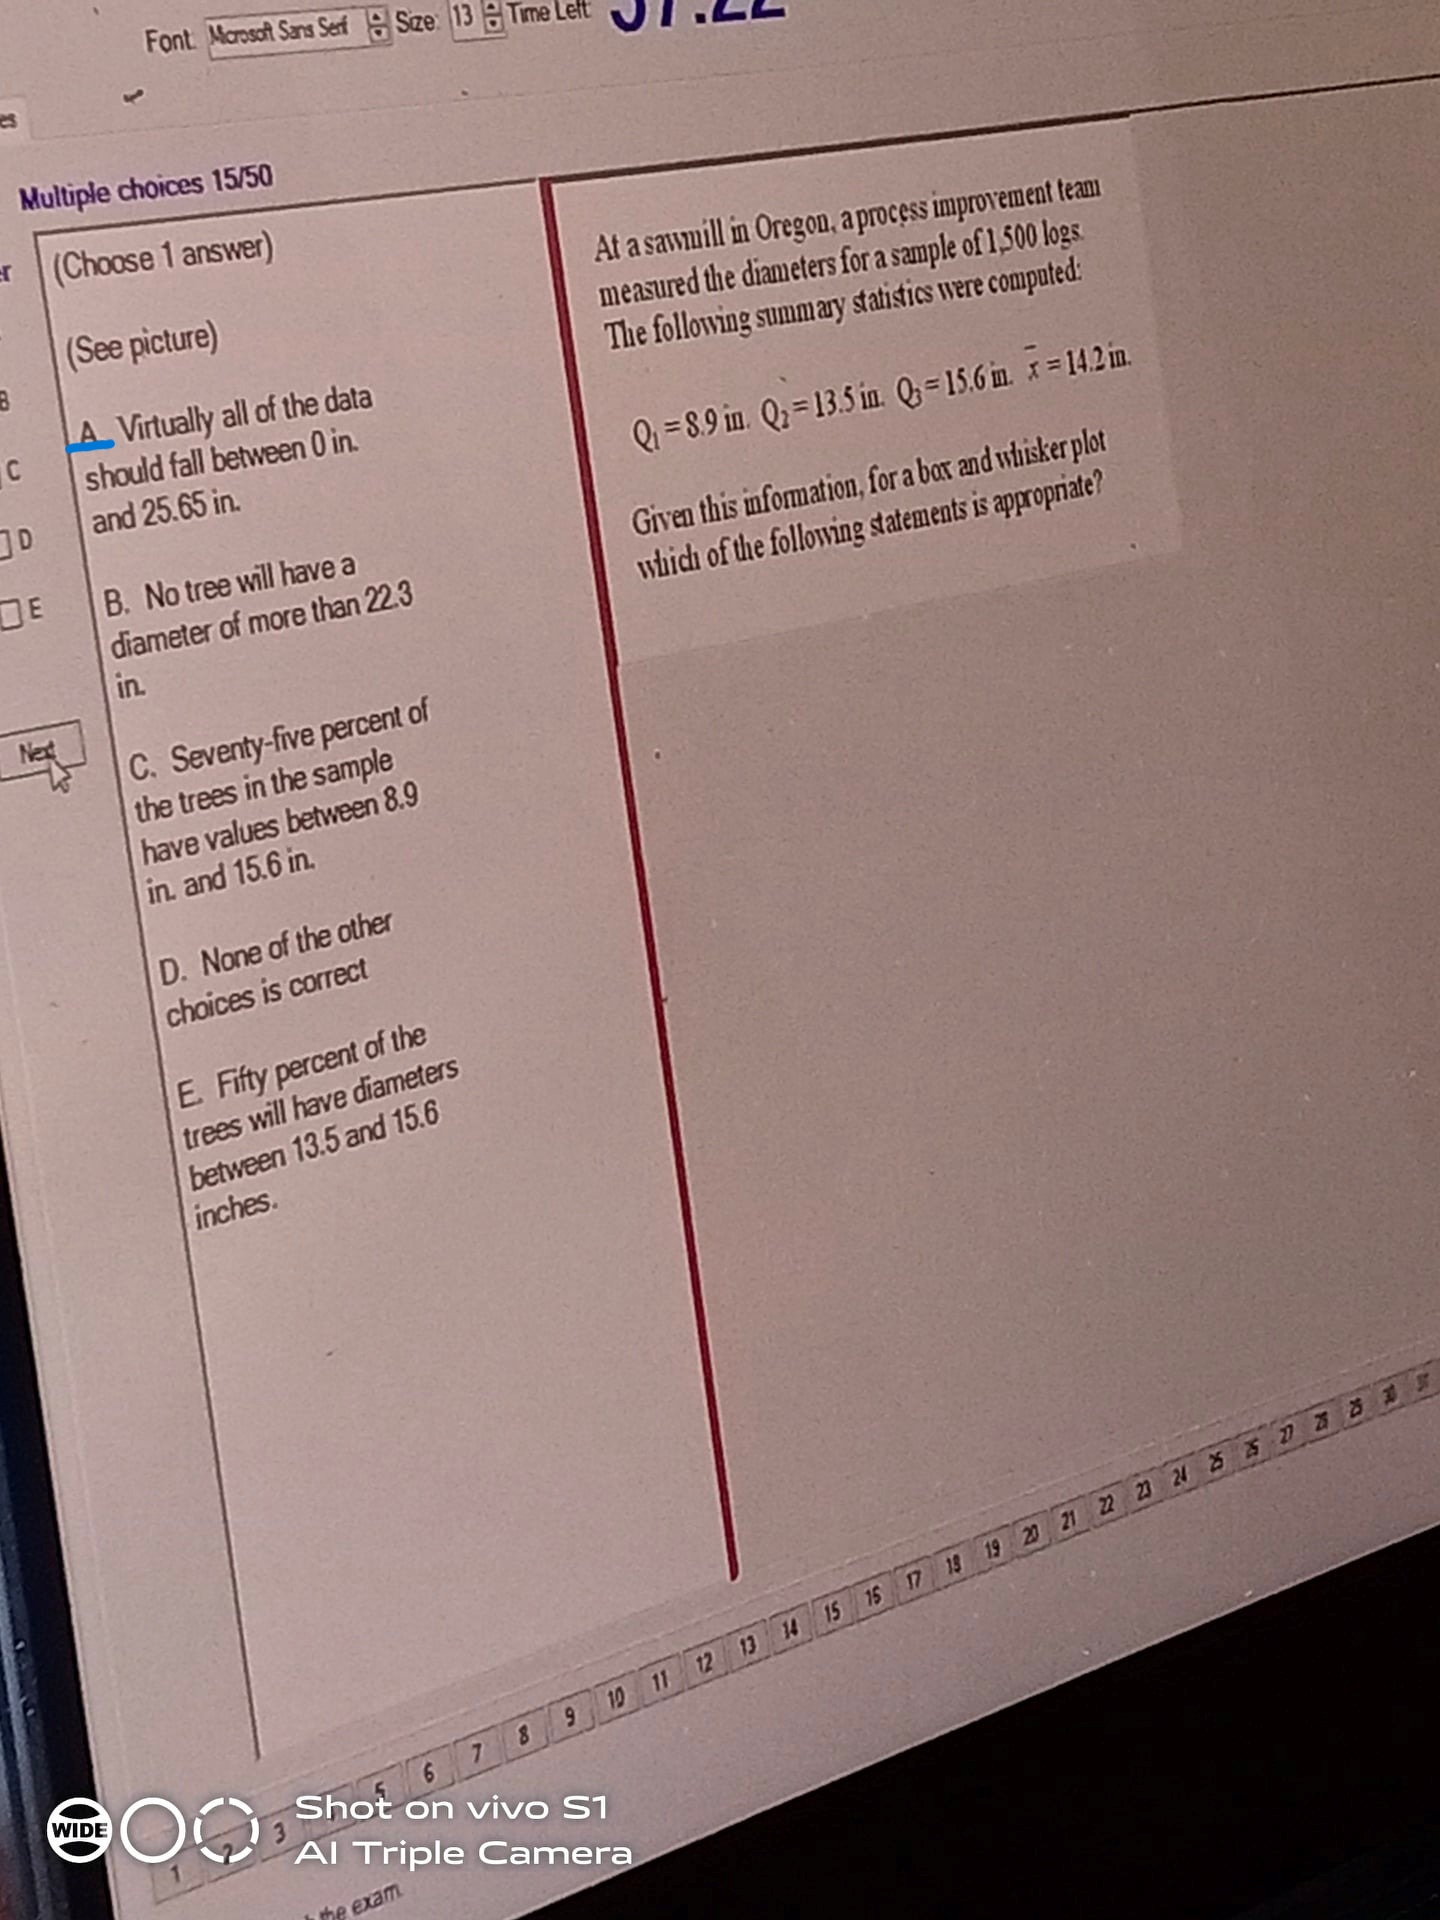 Font: Microsoft Sans Serif Size: 13 Time Left:
es
Multiple choices 15/50
(Choose 1 answer)
(See picture)
A. Virtually all of the data
should fall between 0 in.
and 25.65 in.
B. No tree will have a
diameter of more than 22.3
in.
C. Seventy-five percent of
the trees in the sample
have values between 8.9
in. and 15.6 in.
D. None of the other
choices is correct
E. Fifty percent of the
trees will have diameters
between 13.5 and 15.6
inches.
er
B
C
D
E
Next
At a sawmill in Oregon, a process improvement team
measured the diameters for a sample of 1,500 logs.
The following summary statistics were computed:
Q₁ = 8.9 in. Q₂ = 13.5 in. Q₃ = 15.6 in. x̄ = 14.2 in.
Given this information, for a box and whisker plot
which of the following statements is appropriate?
1 2 3 5 6 7 8 9 10 11 12 13 14 15 16 17 18 19 20 21 22 23 24 25 26 27 28 29 30
the exam.
WIDE
Shot on vivo S1
AI Triple Camera